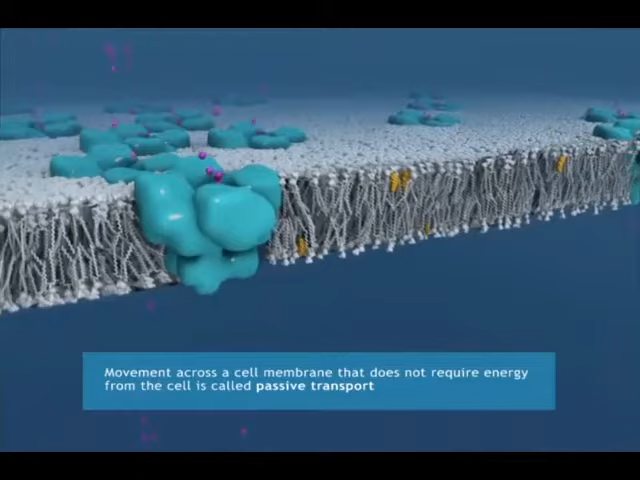 Movement across a cell membrane that does not require energy
from the cell is called passive transport